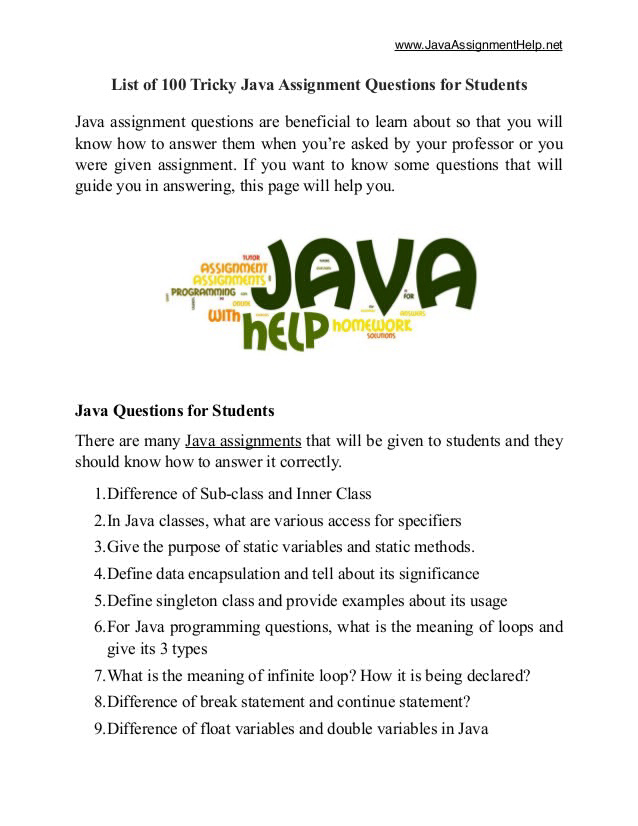 www.JavaAssignmentHelp.net
List of 100 Tricky Java Assignment Questions for Students
Java assignment questions are beneficial to learn about so that you will
know how to answer them when you’re asked by your professor or you
were given assignment. If you want to know some questions that will
guide you in answering, this page will help you.
TUTOR
ASSIGNMENT
ASSIGNMENTS
PROGRAMMING
JAVA
ONLINE
FOR
WITH
HELP
HOMEWORK
ANSWERS
SOLUTIONS
Java Questions for Students
There are many Java assignments that will be given to students and they
should know how to answer it correctly.
1.Difference of Sub-class and Inner Class
2.In Java classes, what are various access for specifiers
3.Give the purpose of static variables and static methods.
4.Define data encapsulation and tell about its significance
5.Define singleton class and provide examples about its usage
6.For Java programming questions, what is the meaning of loops and
give its 3 types
7.What is the meaning of infinite loop? How it is being declared?
8.Difference of break statement and continue statement?
9.Difference of float variables and double variables in Java